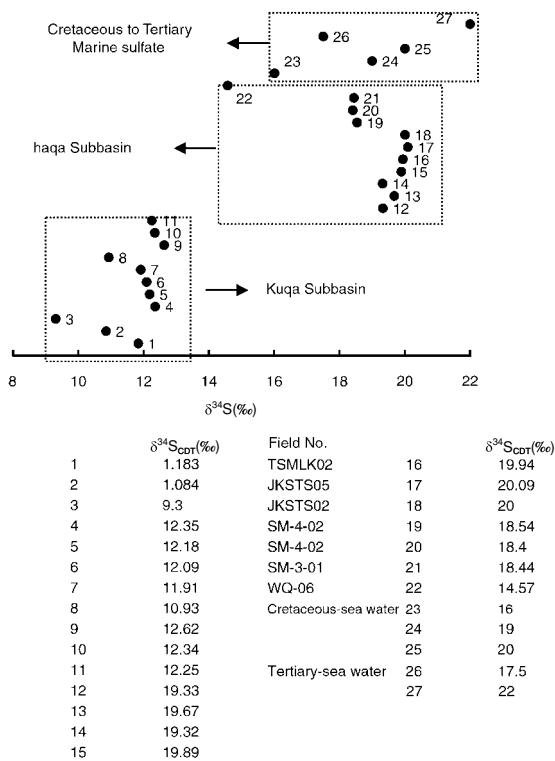 Cretaceous to Tertiary
Marine sulfate
27
26
25
24
23
22
21
20
19
haqa Subbasin
18
17
16
15
14
13
12
11
10
9
8
7
6
5
4
3
2
1
Kuqa Subbasin
8 10 12 14 16 18 20 22
δ³⁴S(‰)
δ³⁴S_CDT(‰) Field No. δ³⁴S_CDT(‰)
1 1.183 TSMLK02 16 19.94
2 1.084 JKSTS05 17 20.09
3 9.3 JKSTS02 18 20
4 12.35 SM-4-02 19 18.54
5 12.18 SM-4-02 20 18.4
6 12.09 SM-3-01 21 18.44
7 11.91 WQ-06 22 14.57
8 10.93 Cretaceous-sea water 23 16
9 12.62 24 19
10 12.34 25 20
11 12.25 Tertiary-sea water 26 17.5
12 19.33 27 22
13 19.67
14 19.32
15 19.89